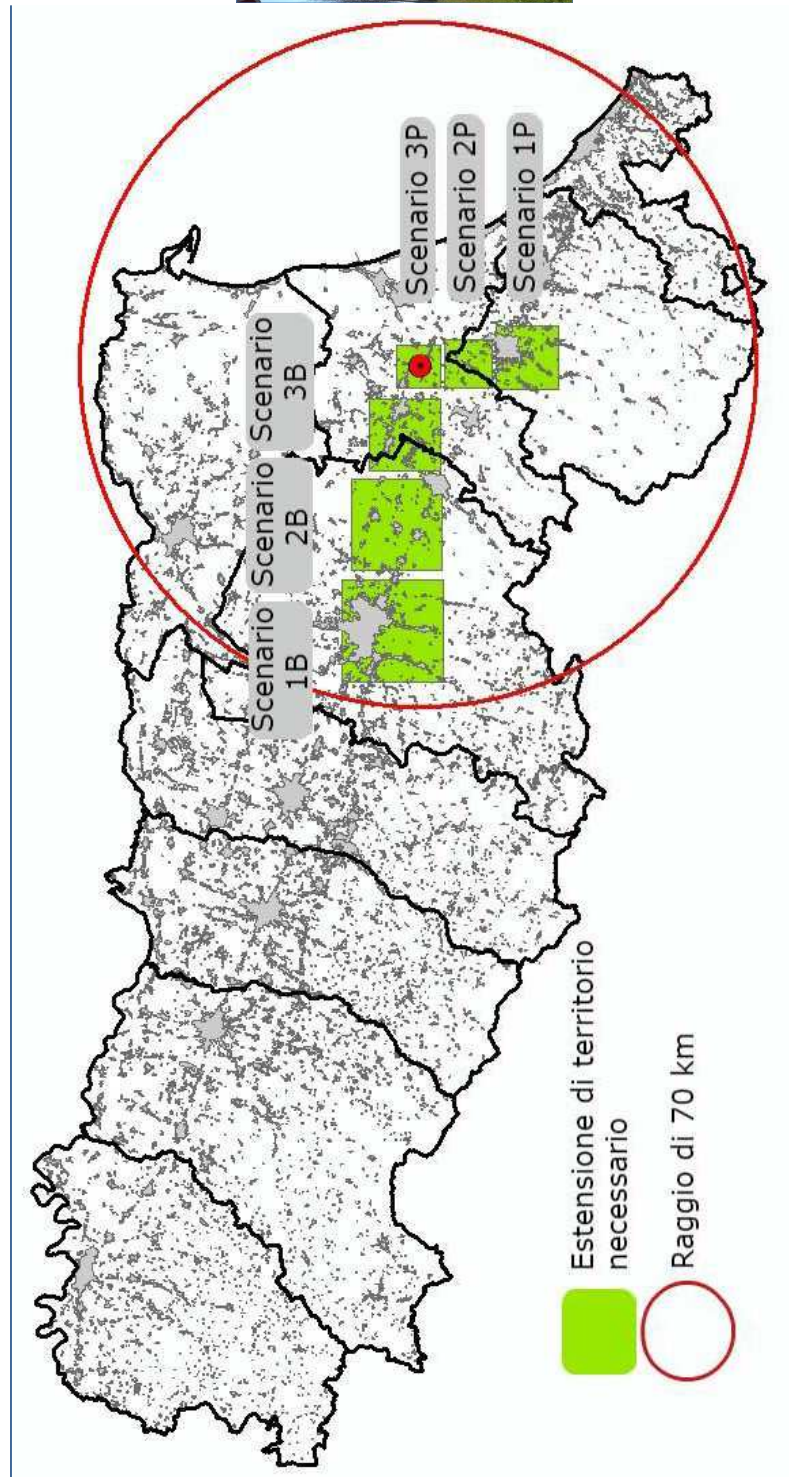 Scenario
1B
Scenario
2B
Scenario
3B
Scenario 3P
Scenario 2P
Scenario 1P
Estensione di territorio
necessario
Raggio di 70 km